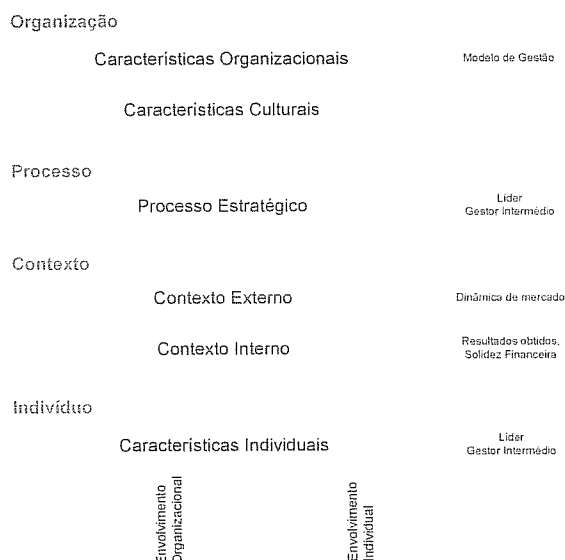 Organização
Características Organizacionais
Modelo de Gestão
Características Culturais
Processo
Processo Estratégico
Líder
Gestor Intermédio
Contexto
Contexto Externo
Dinâmica de mercado
Contexto Interno
Resultados obtidos,
Solidez Financeira
Indivíduo
Características Individuais
Líder
Gestor Intermédio
Envolvimento
Organizacional
Envolvimento
Individual